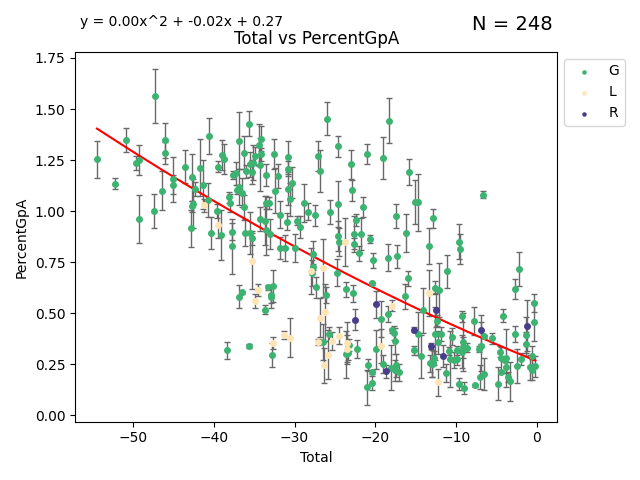 y = 0.00x^2 + -0.02x + 0.27
N = 248
Total vs PercentGpA
G
L
R
PercentGpA
1.75
1.50
1.25
1.00
0.75
0.50
0.25
0.00
−50 −40 −30 −20 −10 0
Total